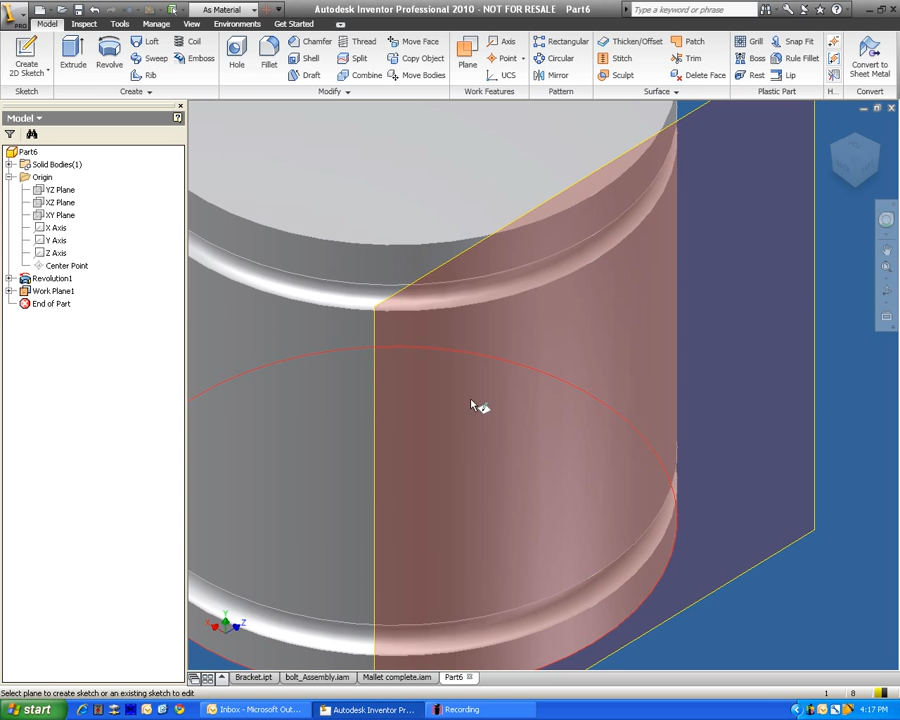 Autodesk Inventor Professional 2010 - NOT FOR RESALE Part6
As Material
Type a keyword or phrase
PRO
Model Inspect Tools Manage View Environments Get Started
Create 2D Sketch
Extrude
Revolve
Loft
Sweep
Rib
Coil
Emboss
Hole
Fillet
Chamfer
Shell
Draft
Thread
Split
Combine
Move Face
Copy Object
Move Bodies
Plane
Axis
Point
UCS
Rectangular
Circular
Mirror
Thicken/Offset
Stitch
Sculpt
Patch
Trim
Delete Face
Grill
Boss
Rest
Snap Fit
Rule Fillet
Lip
Convert to Sheet Metal
Sketch Create Modify Work Features Pattern Surface Plastic Part H... Convert
Model
Part6
Solid Bodies(1)
Origin
YZ Plane
XZ Plane
XY Plane
X Axis
Y Axis
Z Axis
Center Point
Revolution1
Work Plane1
End of Part
Y
X Z
Bracket.ipt bolt_Assembly.iam Mallet complete.iam Part6
Select plane to create sketch or an existing sketch to edit 1 8
start Inbox - Microsoft Out... Autodesk Inventor Pr... Recording 4:17 PM